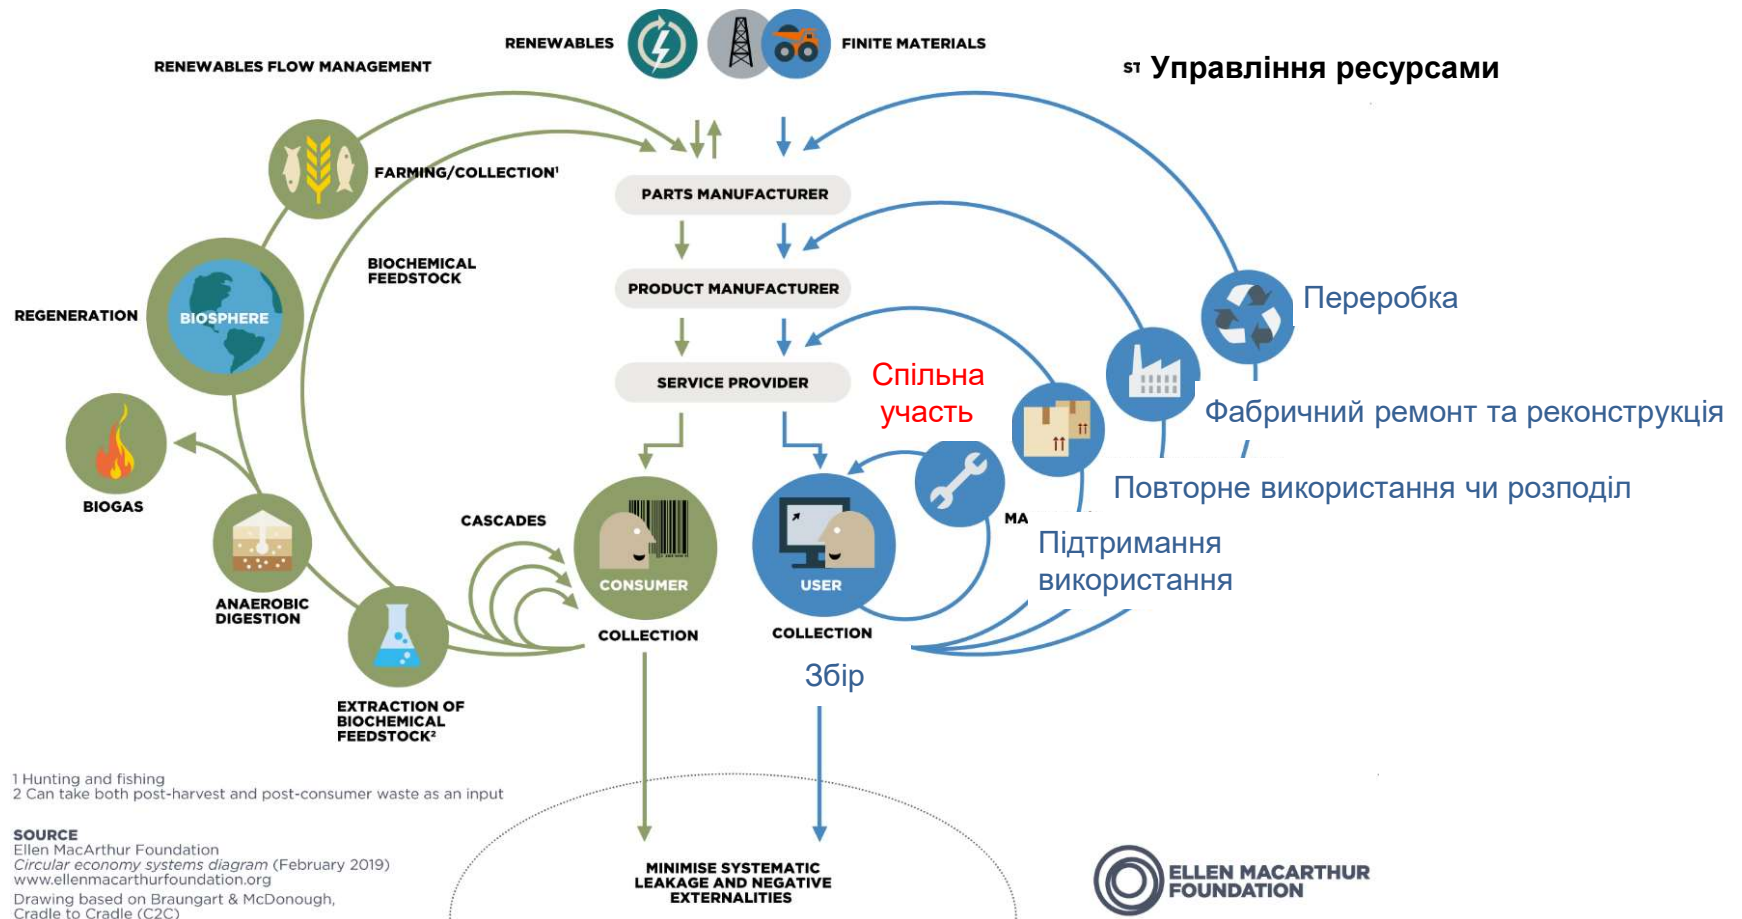 RENEWABLES
FINITE MATERIALS
RENEWABLES FLOW MANAGEMENT
ST Управління ресурсами
FARMING/COLLECTION¹
PARTS MANUFACTURER
BIOCHEMICAL
FEEDSTOCK
PRODUCT MANUFACTURER
REGENERATION
BIOSPHERE
Переробка
SERVICE PROVIDER
Спільна
участь
Фабричний ремонт та реконструкція
BIOGAS
Повторне використання чи розподіл
CASCADES
MA
Підтримання
використання
CONSUMER
USER
ANAEROBIC
DIGESTION
COLLECTION
COLLECTION
Збір
EXTRACTION OF
BIOCHEMICAL
FEEDSTOCK²
1 Hunting and fishing
2 Can take both post-harvest and post-consumer waste as an input
SOURCE
Ellen MacArthur Foundation
Circular economy systems diagram (February 2019)
www.ellenmacarthurfoundation.org
Drawing based on Braungart & McDonough,
Cradle to Cradle (C2C)
MINIMISE SYSTEMATIC
LEAKAGE AND NEGATIVE
EXTERNALITIES
ELLEN MACARTHUR
FOUNDATION